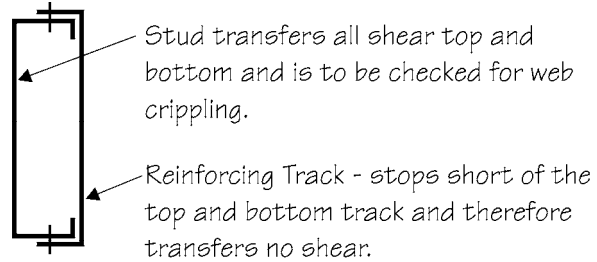 Stud transfers all shear top and
bottom and is to be checked for web
crippling.
Reinforcing Track - stops short of the
top and bottom track and therefore
transfers no shear.